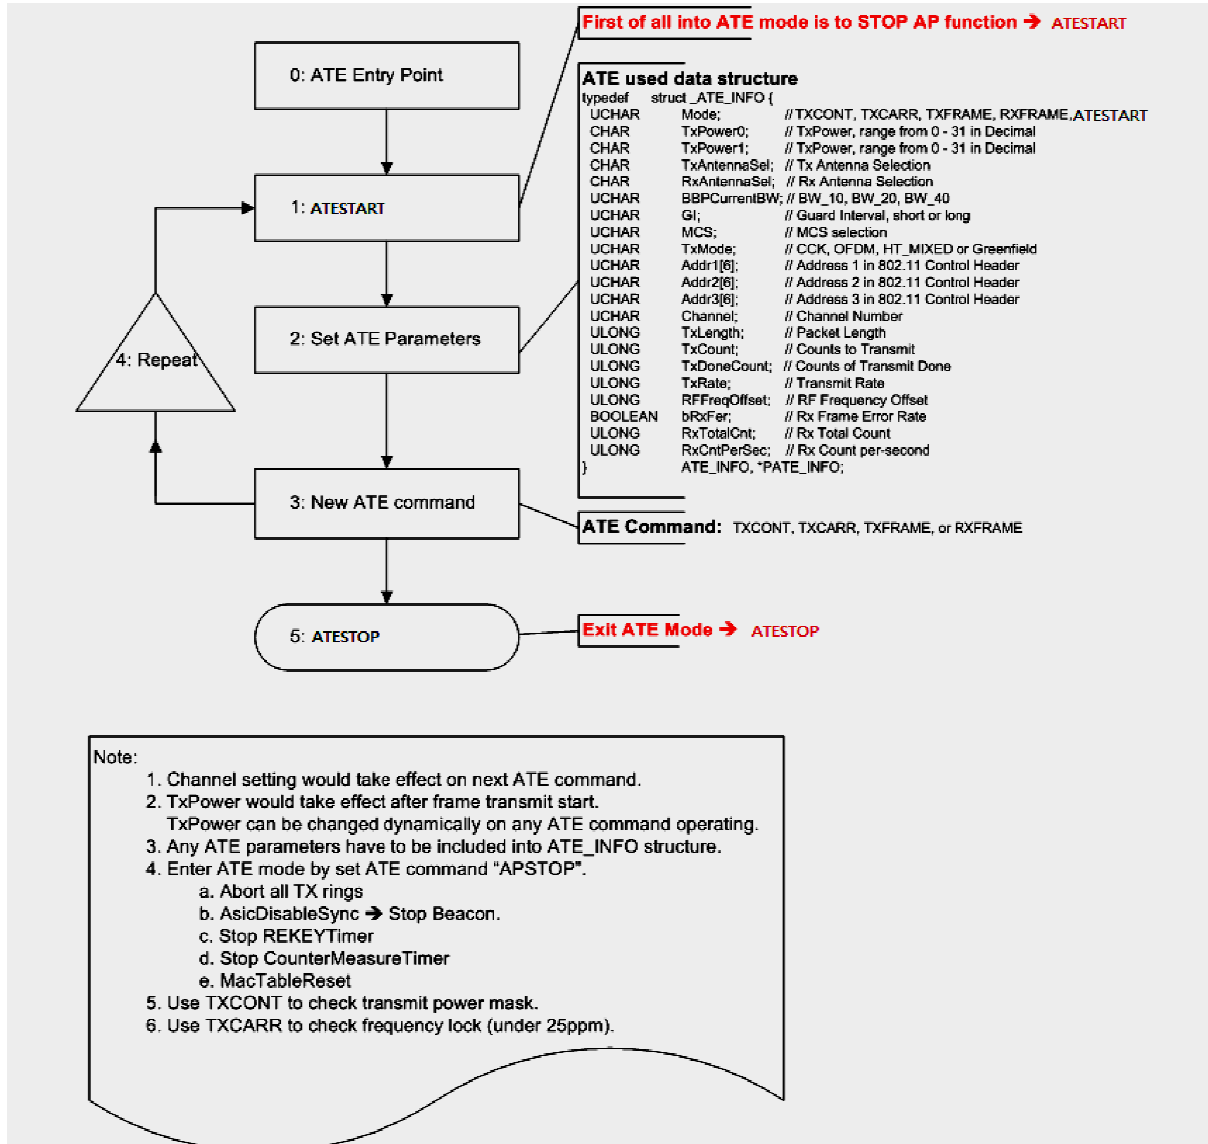 First of all into ATE mode is to STOP AP function ➔ ATESTART
0: ATE Entry Point
1: ATESTART
2: Set ATE Parameters
4: Repeat
3: New ATE command
5: ATESTOP
ATE used data structure
typedef struct _ATE_INFO {
UCHAR Mode; // TXCONT, TXCARR, TXFRAME, RXFRAME,ATESTART
CHAR TxPower0; // TxPower, range from 0 - 31 in Decimal
CHAR TxPower1; // TxPower, range from 0 - 31 in Decimal
CHAR TxAntennaSel; // Tx Antenna Selection
CHAR RxAntennaSel; // Rx Antenna Selection
UCHAR BBPCurrentBW; // BW_10, BW_20, BW_40
UCHAR GI; // Guard Interval, short or long
UCHAR MCS; // MCS selection
UCHAR TxMode; // CCK, OFDM, HT_MIXED or Greenfield
UCHAR Addr1[6]; // Address 1 in 802.11 Control Header
UCHAR Addr2[6]; // Address 2 in 802.11 Control Header
UCHAR Addr3[6]; // Address 3 in 802.11 Control Header
UCHAR Channel; // Channel Number
ULONG TxLength; // Packet Length
ULONG TxCount; // Counts to Transmit
ULONG TxDoneCount; // Counts of Transmit Done
ULONG TxRate; // Transmit Rate
ULONG RFFreqOffset; // RF Frequency Offset
BOOLEAN bRxFer; // Rx Frame Error Rate
ULONG RxTotalCnt; // Rx Total Count
ULONG RxCntPerSec; // Rx Count per-second
} ATE_INFO, *PATE_INFO;
ATE Command: TXCONT, TXCARR, TXFRAME, or RXFRAME
Exit ATE Mode ➔ ATESTOP
Note:
1. Channel setting would take effect on next ATE command.
2. TxPower would take effect after frame transmit start.
TxPower can be changed dynamically on any ATE command operating.
3. Any ATE parameters have to be included into ATE_INFO structure.
4. Enter ATE mode by set ATE command “APSTOP”.
a. Abort all TX rings
b. AsicDisableSync ➔ Stop Beacon.
c. Stop REKEYTimer
d. Stop CounterMeasureTimer
e. MacTableReset
5. Use TXCONT to check transmit power mask.
6. Use TXCARR to check frequency lock (under 25ppm).